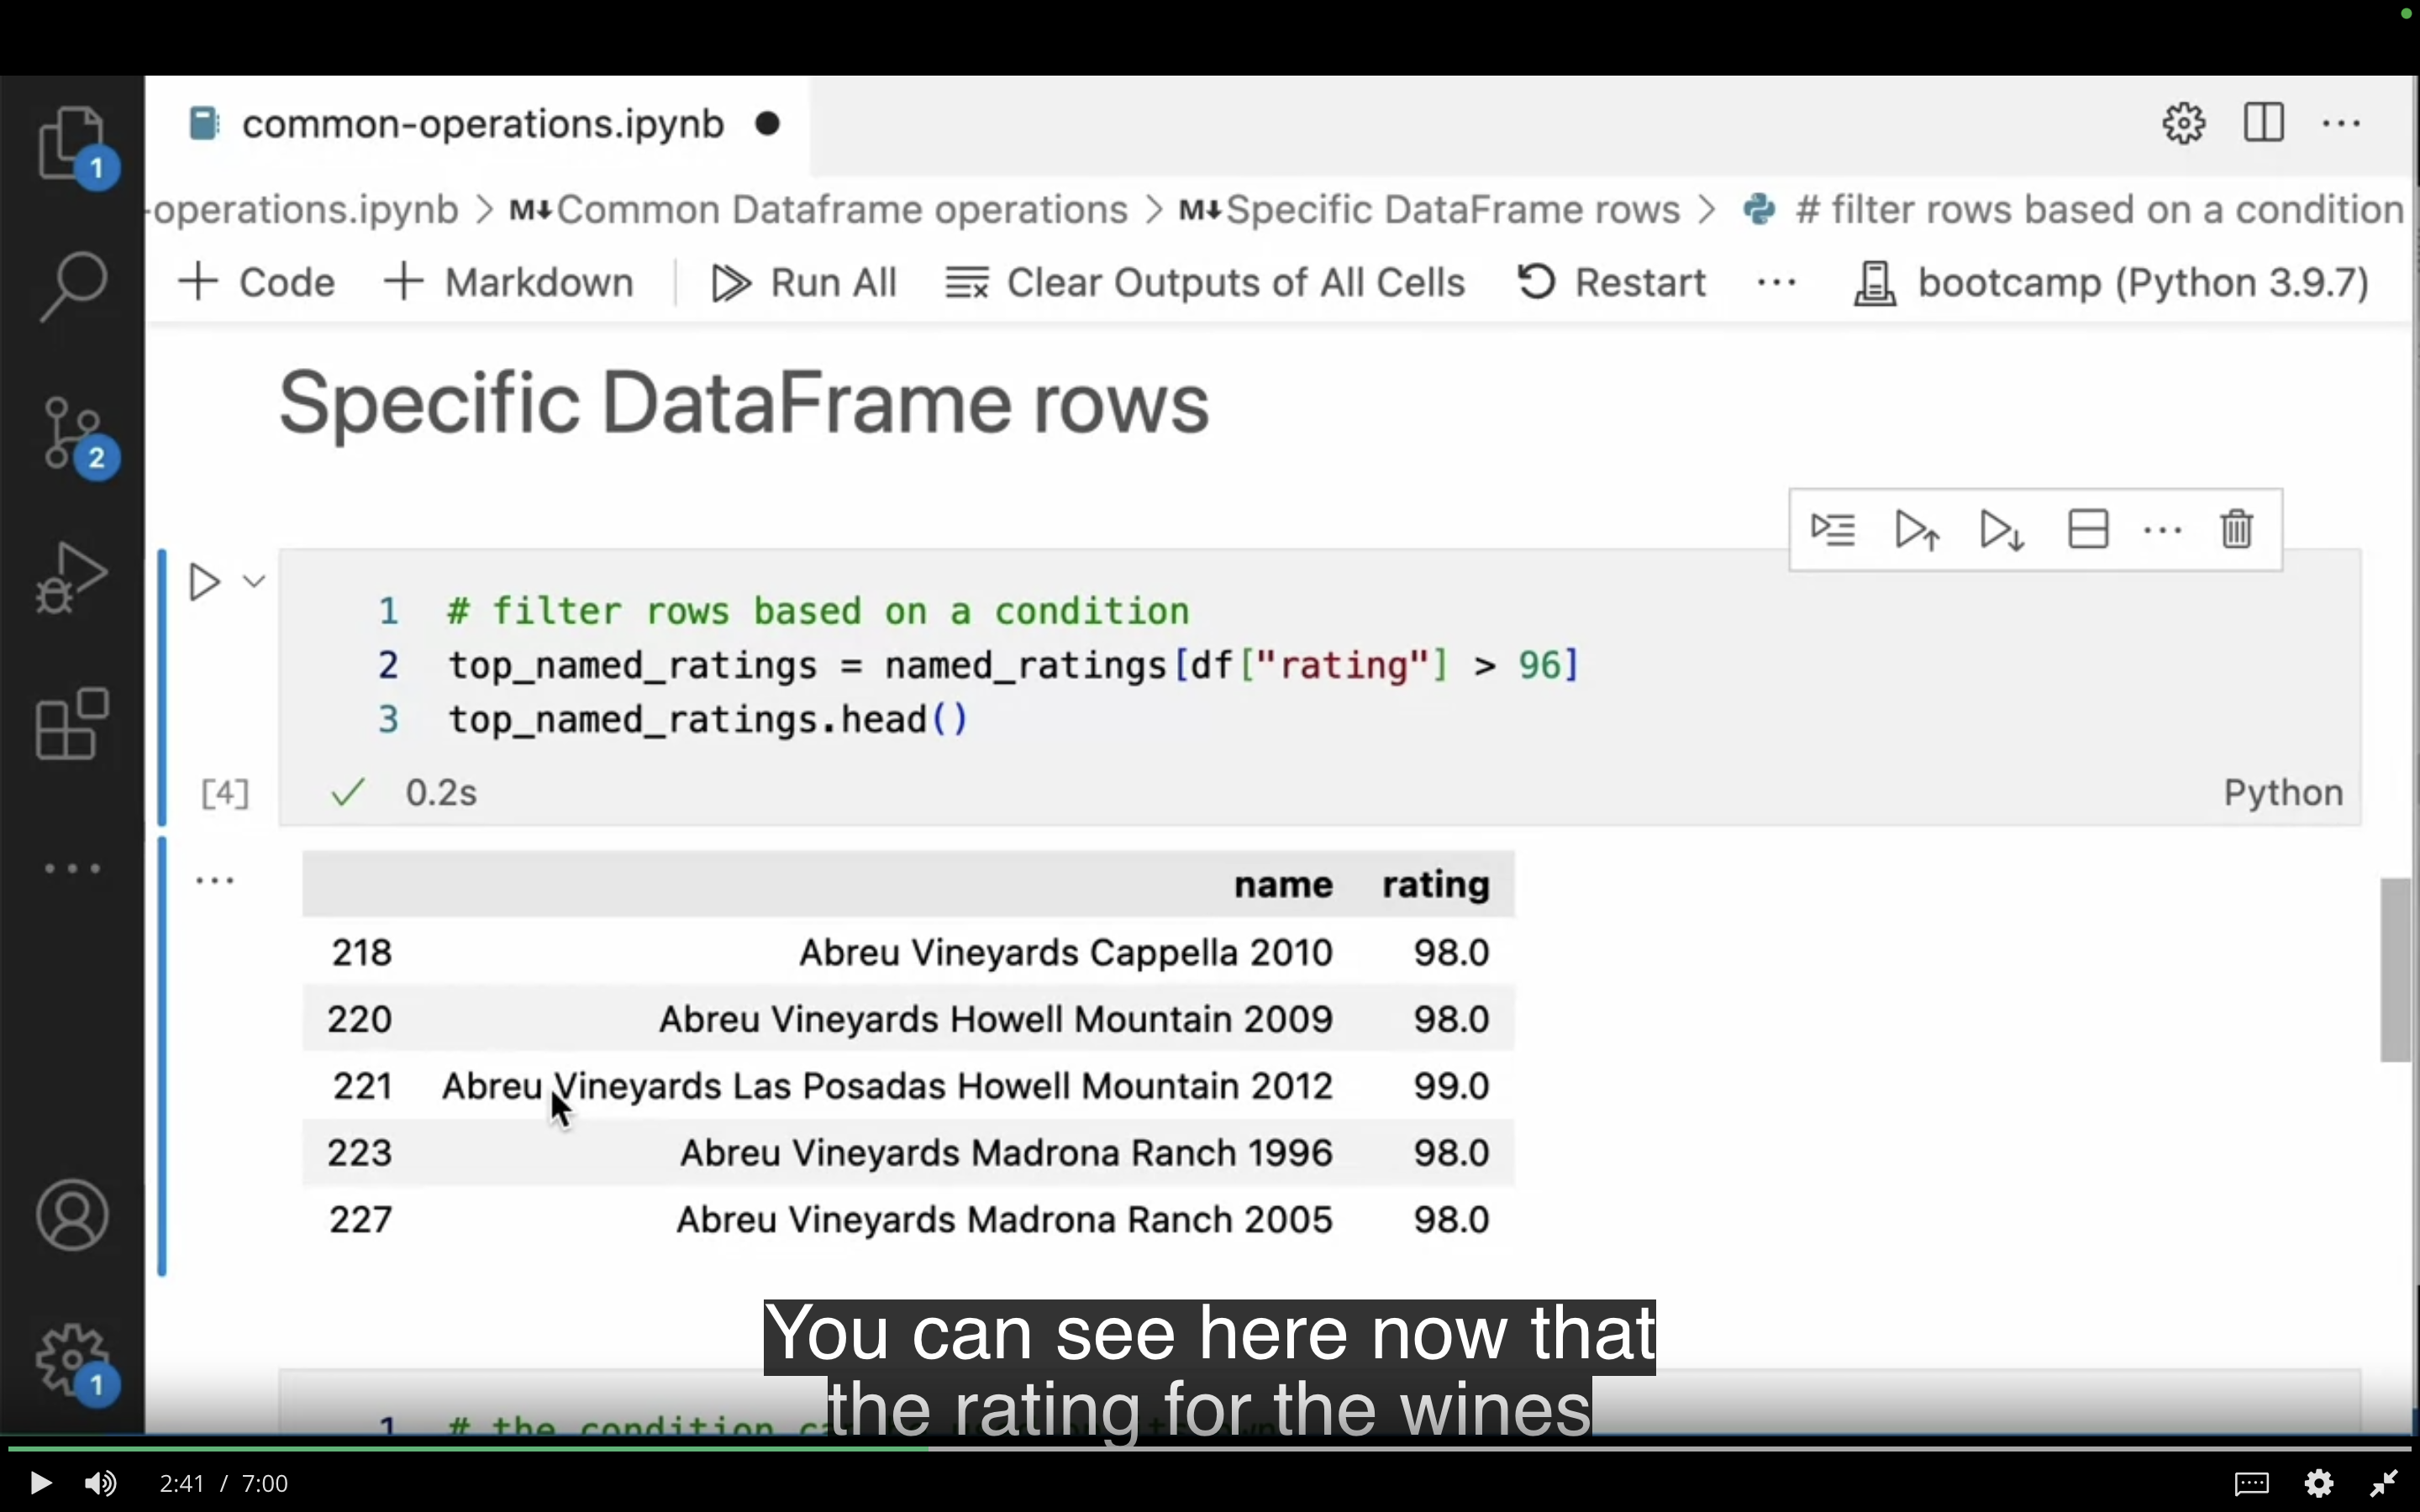 common-operations.ipynb
-operations.ipynb > M↓Common Dataframe operations > M↓Specific DataFrame rows > # filter rows based on a condition
+ Code + Markdown | Run All Clear Outputs of All Cells Restart ... bootcamp (Python 3.9.7)
Specific DataFrame rows
1 # filter rows based on a condition
2 top_named_ratings = named_ratings[df["rating"] > 96]
3 top_named_ratings.head()
[4] ✓ 0.2s Python
name rating
218 Abreu Vineyards Cappella 2010 98.0
220 Abreu Vineyards Howell Mountain 2009 98.0
221 Abreu Vineyards Las Posadas Howell Mountain 2012 99.0
223 Abreu Vineyards Madrona Ranch 1996 98.0
227 Abreu Vineyards Madrona Ranch 2005 98.0
You can see here now that
the rating for the wines
1 # the condition
2:41 / 7:00
1
2
1